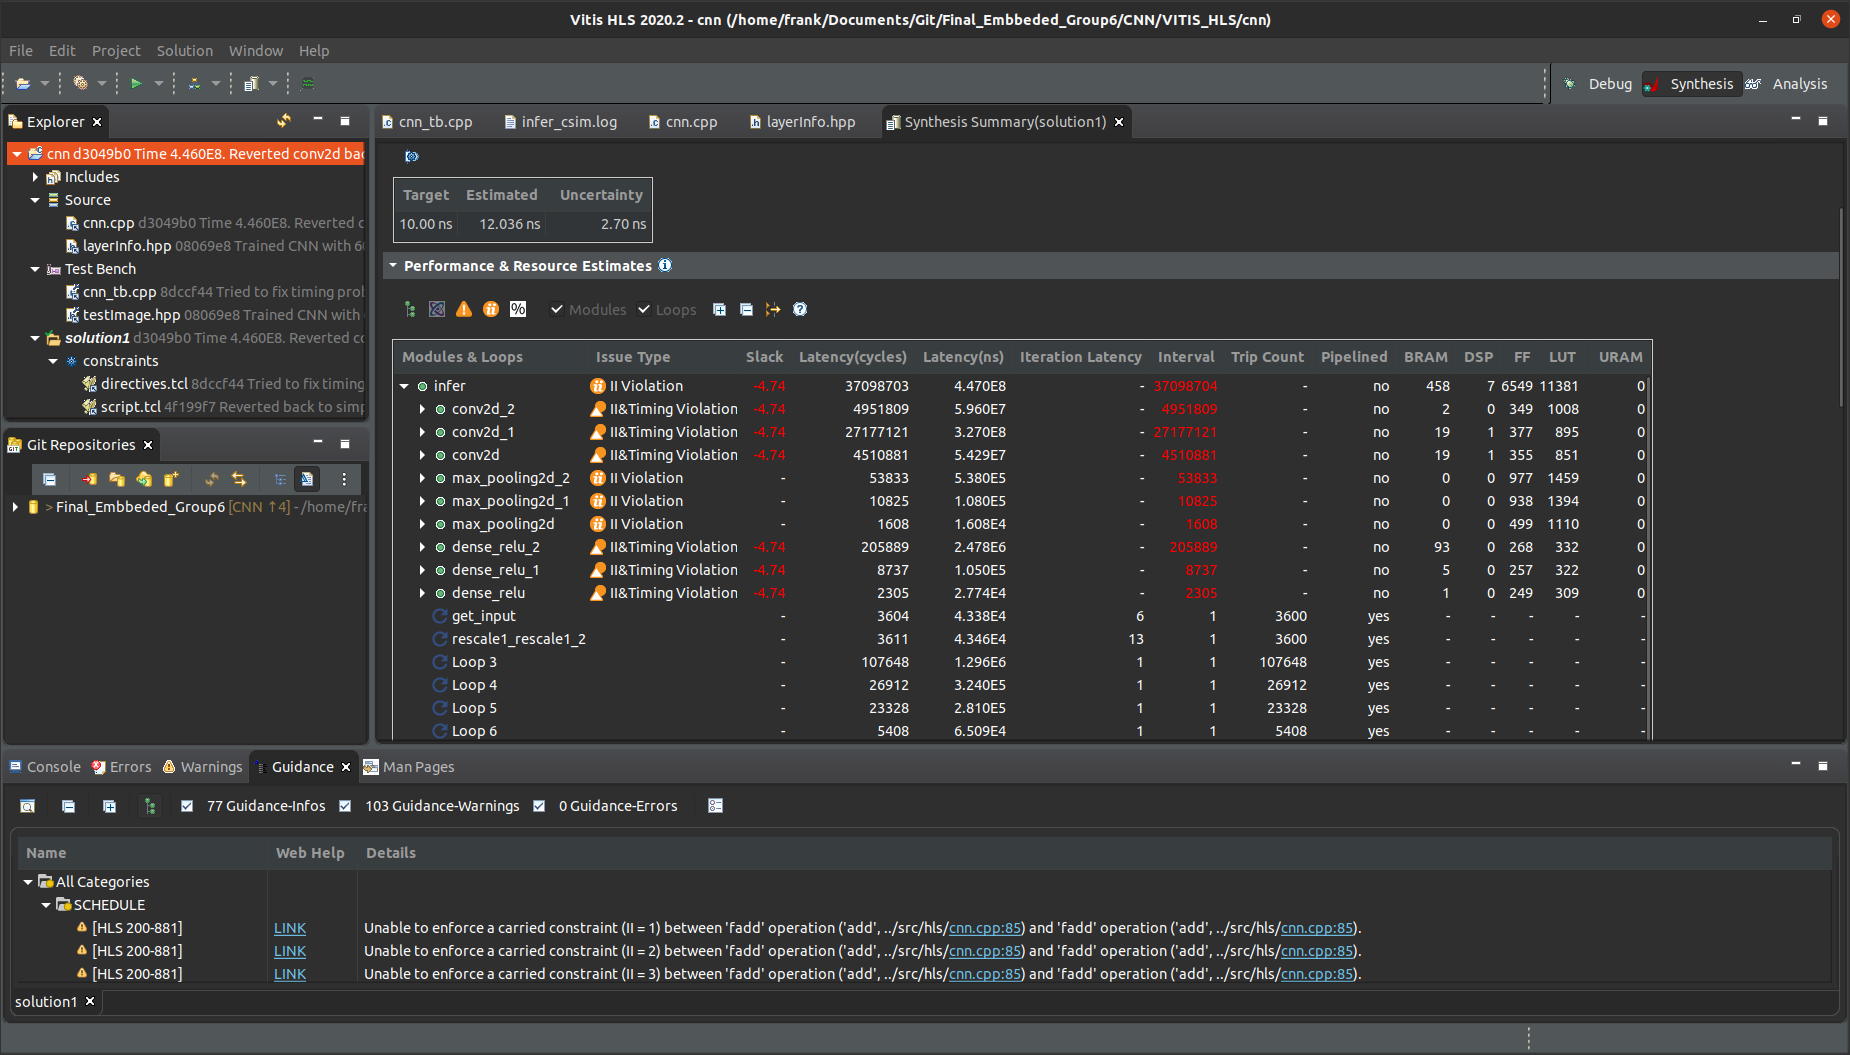 Vitis HLS 2020.2 - cnn (/home/frank/Documents/Git/Final_Embbeded_Group6/CNN/VITIS_HLS/cnn)
File Edit Project Solution Window Help
Debug Synthesis Analysis
Explorer
cnn d3049b0 Time 4.460E8. Reverted conv2d bac
Includes
Source
cnn.cpp d3049b0 Time 4.460E8. Reverted c
layerInfo.hpp 08069e8 Trained CNN with 60
Test Bench
cnn_tb.cpp 8dccf44 Tried to fix timing prob
testImage.hpp 08069e8 Trained CNN with
solution1 d3049b0 Time 4.460E8. Reverted co
constraints
directives.tcl 8dccf44 Tried to fix timing
script.tcl 4f199f7 Reverted back to simp
Git Repositories
> Final_Embbeded_Group6 [CNN ↑4] - /home/fra
cnn_tb.cpp infer_csim.log cnn.cpp layerInfo.hpp Synthesis Summary(solution1)
Target Estimated Uncertainty
10.00 ns 12.036 ns 2.70 ns
Performance & Resource Estimates
% Modules Loops
Modules & Loops Issue Type Slack Latency(cycles) Latency(ns) Iteration Latency Interval Trip Count Pipelined BRAM DSP FF LUT URAM
infer II Violation -4.74 37098703 4.470E8 - 37098704 - no 458 7 6549 11381 0
conv2d_2 II&Timing Violation -4.74 4951809 5.960E7 - 4951809 - no 2 0 349 1008 0
conv2d_1 II&Timing Violation -4.74 27177121 3.270E8 - 27177121 - no 19 1 377 895 0
conv2d II&Timing Violation -4.74 4510881 5.429E7 - 4510881 - no 19 1 355 851 0
max_pooling2d_2 II Violation - 53833 5.380E5 - 53833 - no 0 0 977 1459 0
max_pooling2d_1 II Violation - 10825 1.080E5 - 10825 - no 0 0 938 1394 0
max_pooling2d II Violation - 1608 1.608E4 - 1608 - no 0 0 499 1110 0
dense_relu_2 II&Timing Violation -4.74 205889 2.478E6 - 205889 - no 93 0 268 332 0
dense_relu_1 II&Timing Violation -4.74 8737 1.050E5 - 8737 - no 5 0 257 322 0
dense_relu II&Timing Violation -4.74 2305 2.774E4 - 2305 - no 1 0 249 309 0
get_input - 3604 4.338E4 6 1 3600 yes - - - - -
rescale1_rescale1_2 - 3611 4.346E4 13 1 3600 yes - - - - -
Loop 3 - 107648 1.296E6 1 1 107648 yes - - - - -
Loop 4 - 26912 3.240E5 1 1 26912 yes - - - - -
Loop 5 - 23328 2.810E5 1 1 23328 yes - - - - -
Loop 6 - 5408 6.509E4 1 1 5408 yes - - - - -
Console Errors Warnings Guidance Man Pages
77 Guidance-Infos 103 Guidance-Warnings 0 Guidance-Errors
Name Web Help Details
All Categories
SCHEDULE
[HLS 200-881] LINK Unable to enforce a carried constraint (II = 1) between 'fadd' operation ('add', ../src/hls/cnn.cpp:85) and 'fadd' operation ('add', ../src/hls/cnn.cpp:85).
[HLS 200-881] LINK Unable to enforce a carried constraint (II = 2) between 'fadd' operation ('add', ../src/hls/cnn.cpp:85) and 'fadd' operation ('add', ../src/hls/cnn.cpp:85).
[HLS 200-881] LINK Unable to enforce a carried constraint (II = 3) between 'fadd' operation ('add', ../src/hls/cnn.cpp:85) and 'fadd' operation ('add', ../src/hls/cnn.cpp:85).
solution1